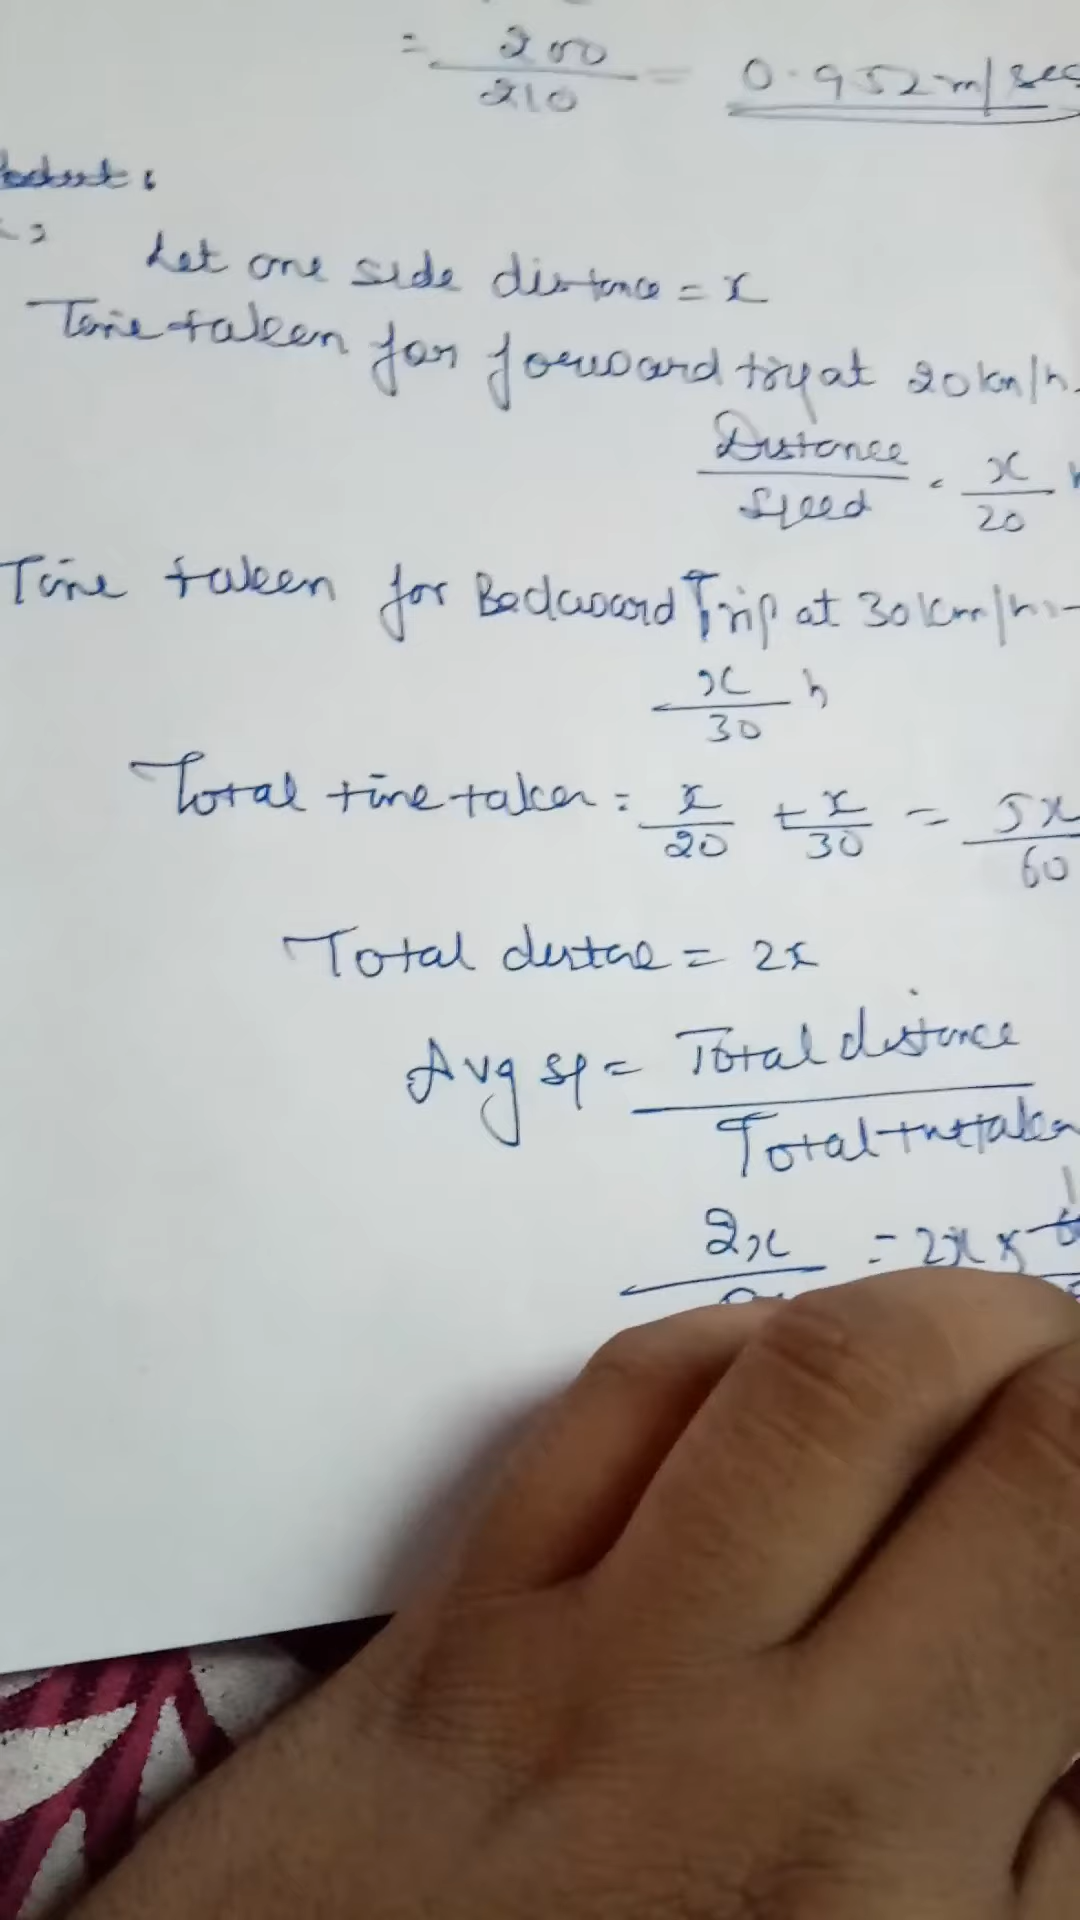 = 200/210 = 0.952 m/sec
Let one side distance = x
Time taken for forward try at 20 km/h
Distance/Speed = x/20
Time taken for Backward Trip at 30 km/h -
x/30 h
Total time taken = x/20 + x/30 = 5x/60
Total distance = 2x
Avg sp = Total distance/Total time taken
2x = 2x x